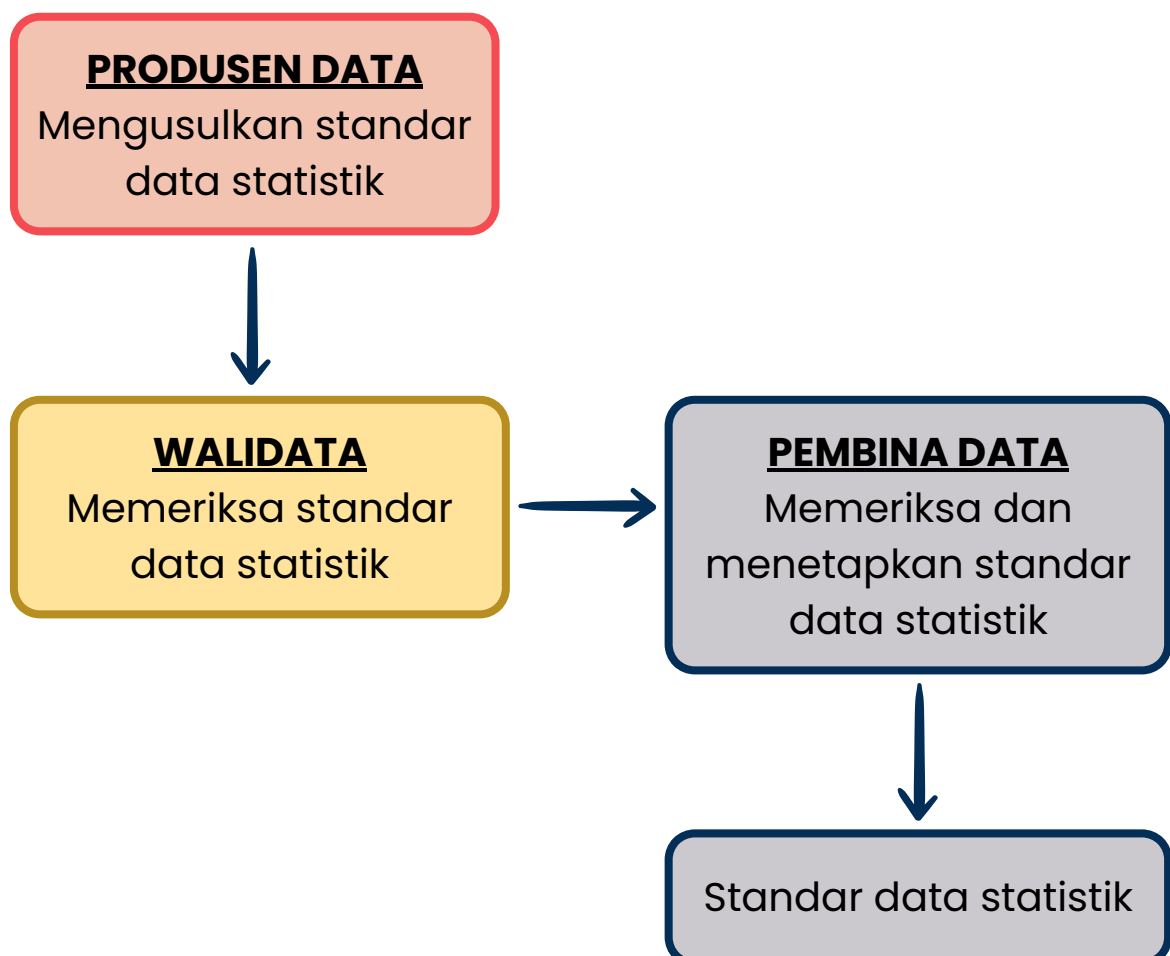 PRODUSEN DATA
Mengusulkan standar
data statistik
WALIDATA
Memeriksa standar
data statistik
PEMBINA DATA
Memeriksa dan
menetapkan standar
data statistik
Standar data statistik